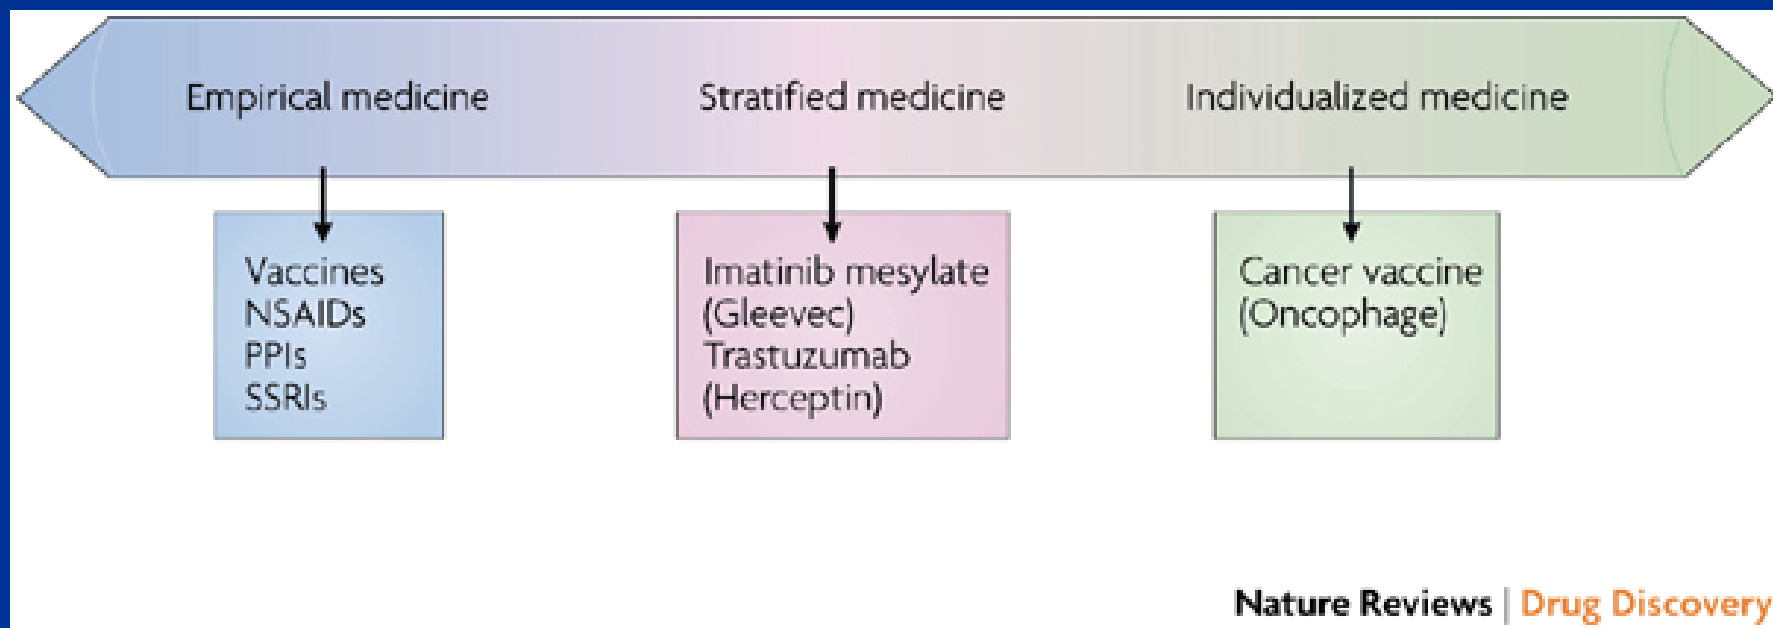 Empirical medicine
Stratified medicine
Individualized medicine
Vaccines
NSAIDs
PPIs
SSRIs
Imatinib mesylate
(Gleevec)
Trastuzumab
(Herceptin)
Cancer vaccine
(Oncophage)
Nature Reviews | Drug Discovery